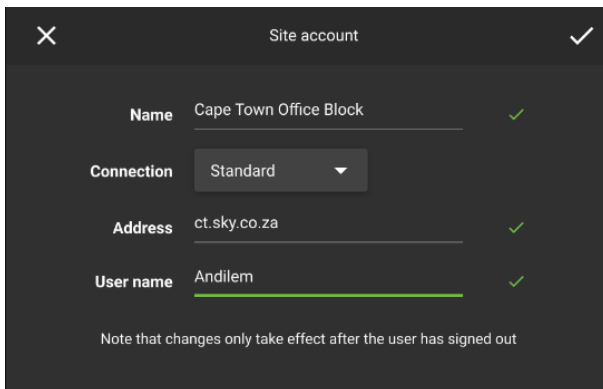 Site account
Name Cape Town Office Block
Connection Standard
Address ct.sky.co.za
User name Andilem
Note that changes only take effect after the user has signed out